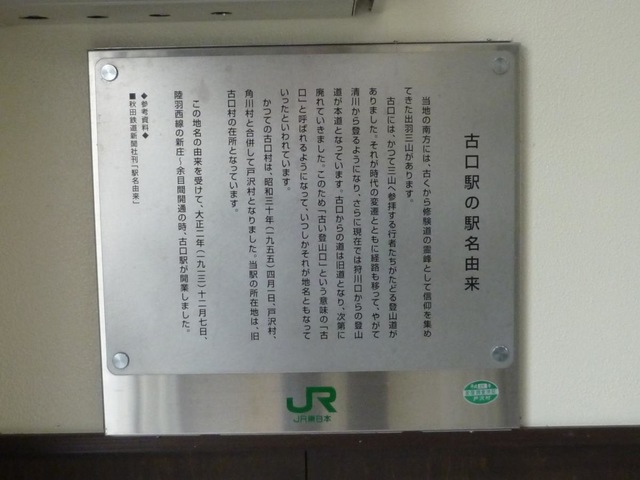 古口駅の駅名由来
当地の南方には、古くから修験道の霊峰として信仰を集め
てきた出羽三山があります。
古口には、かつて三山へ参拝する行者たちがたどる登山道が
ありました。それが時代の変遷とともに経路も移って、やがて
清川から登るようになり、さらに現在では狩川口からの登山
道が本道となっています。古口からの道は旧道となり、次第に
廃れていきました。このため「古い登山口」という意味の「古
口」と呼ばれるようになって、いつしかそれが地名ともなって
いったといわれています。
かつての古口村は、昭和三十年(一九五五)四月一日、戸沢村、
角川村と合併して戸沢村となりました。当駅の所在地は、旧
古口村の在所となっています。
この地名の由来を受けて、大正二年(一九一三)十二月七日、
陸羽西線の新庄~余目間開通の時、古口駅が開業しました。
◆参考資料◆
■秋田鉄道新聞社刊「駅名由来」
JR
JR東日本